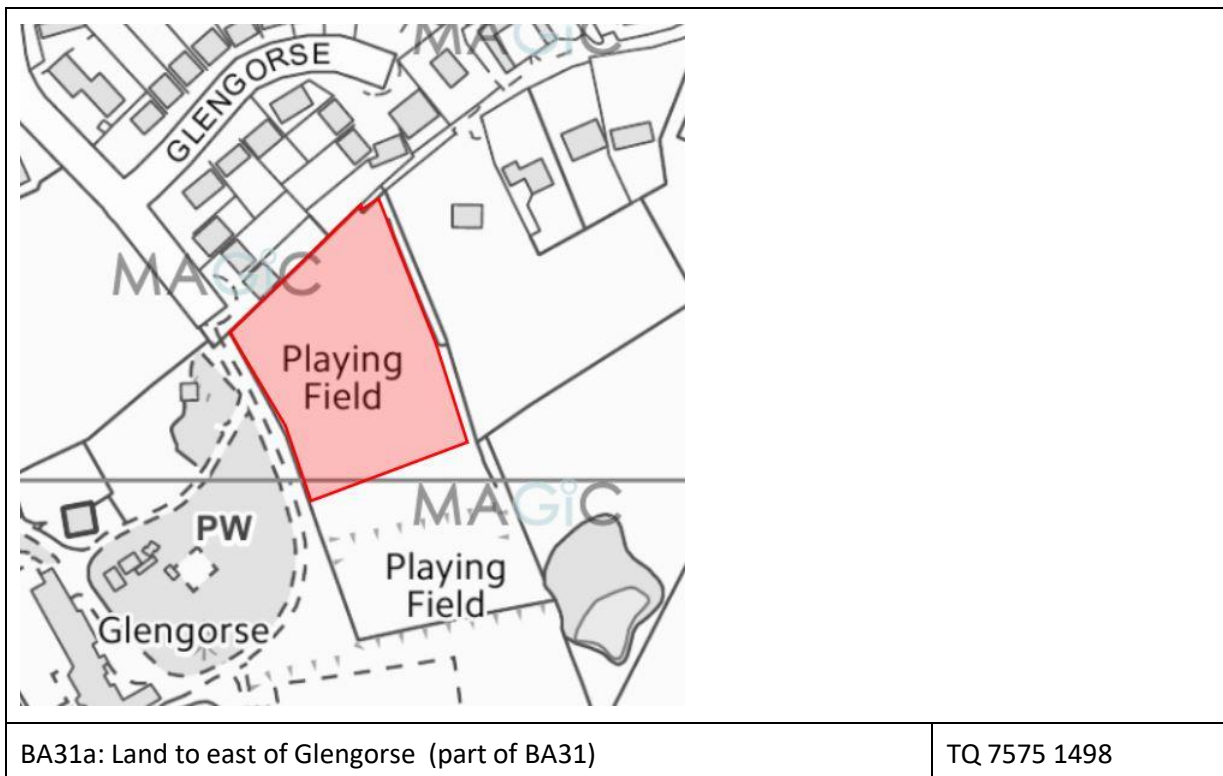 MAGiC
GLENGORSE
MAGiC
Playing
Field
MAGiC
PW
Playing
Field
Glengorse
BA31a: Land to east of Glengorse (part of BA31)
TQ 7575 1498